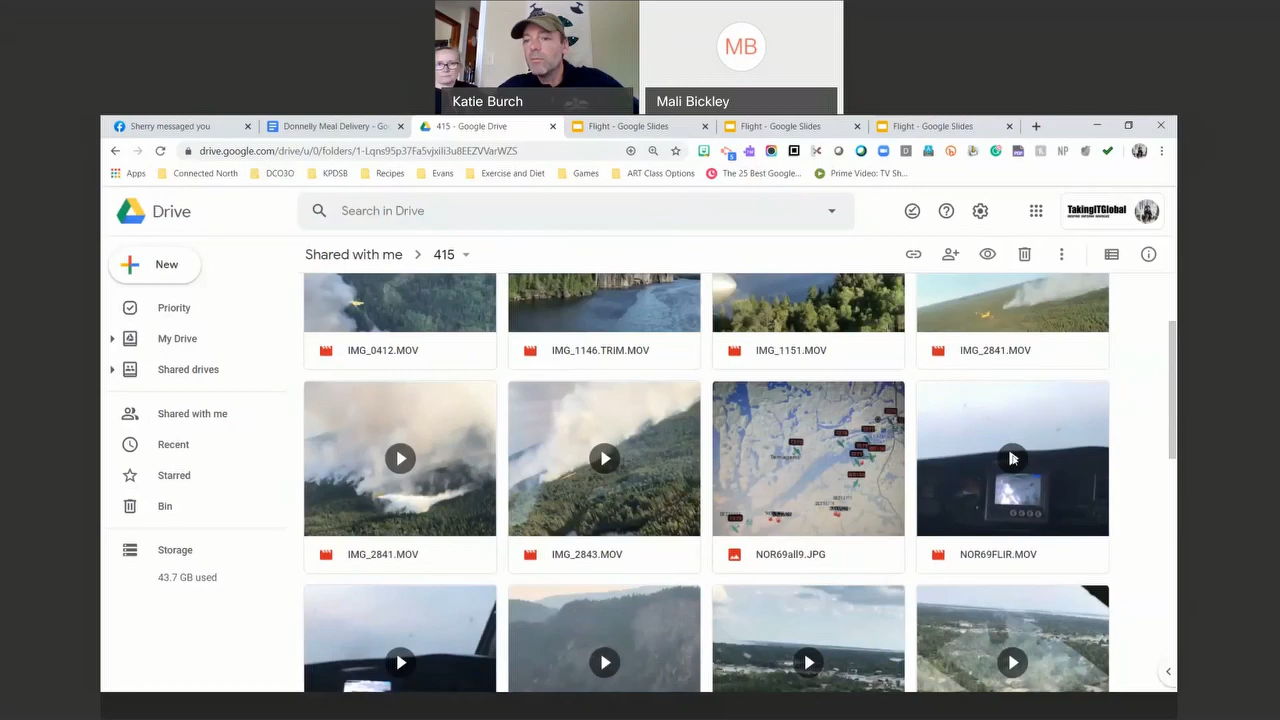 MB
Katie Burch
Mali Bickley
Sherry messaged you
Donnelly Meal Delivery - Go
415 - Google Drive
Flight - Google Slides
Flight - Google Slides
Flight - Google Slides
drive.google.com/drive/u/0/folders/1-Lqns95p37Fa5vjxiIi3u8EEZVVarWZS
Apps
Connected North
DCO3O
KPDSB
Recipes
Evans
Exercise and Diet
Games
ART Class Options
The 25 Best Google...
Prime Video: TV Sh...
Drive
Search in Drive
TakingITGlobal
New
Shared with me > 415
Priority
My Drive
Shared drives
Shared with me
Recent
Starred
Bin
Storage
43.7 GB used
IMG_0412.MOV
IMG_1146.TRIM.MOV
IMG_1151.MOV
IMG_2841.MOV
IMG_2841.MOV
IMG_2843.MOV
NOR69all9.JPG
NOR69FLIR.MOV